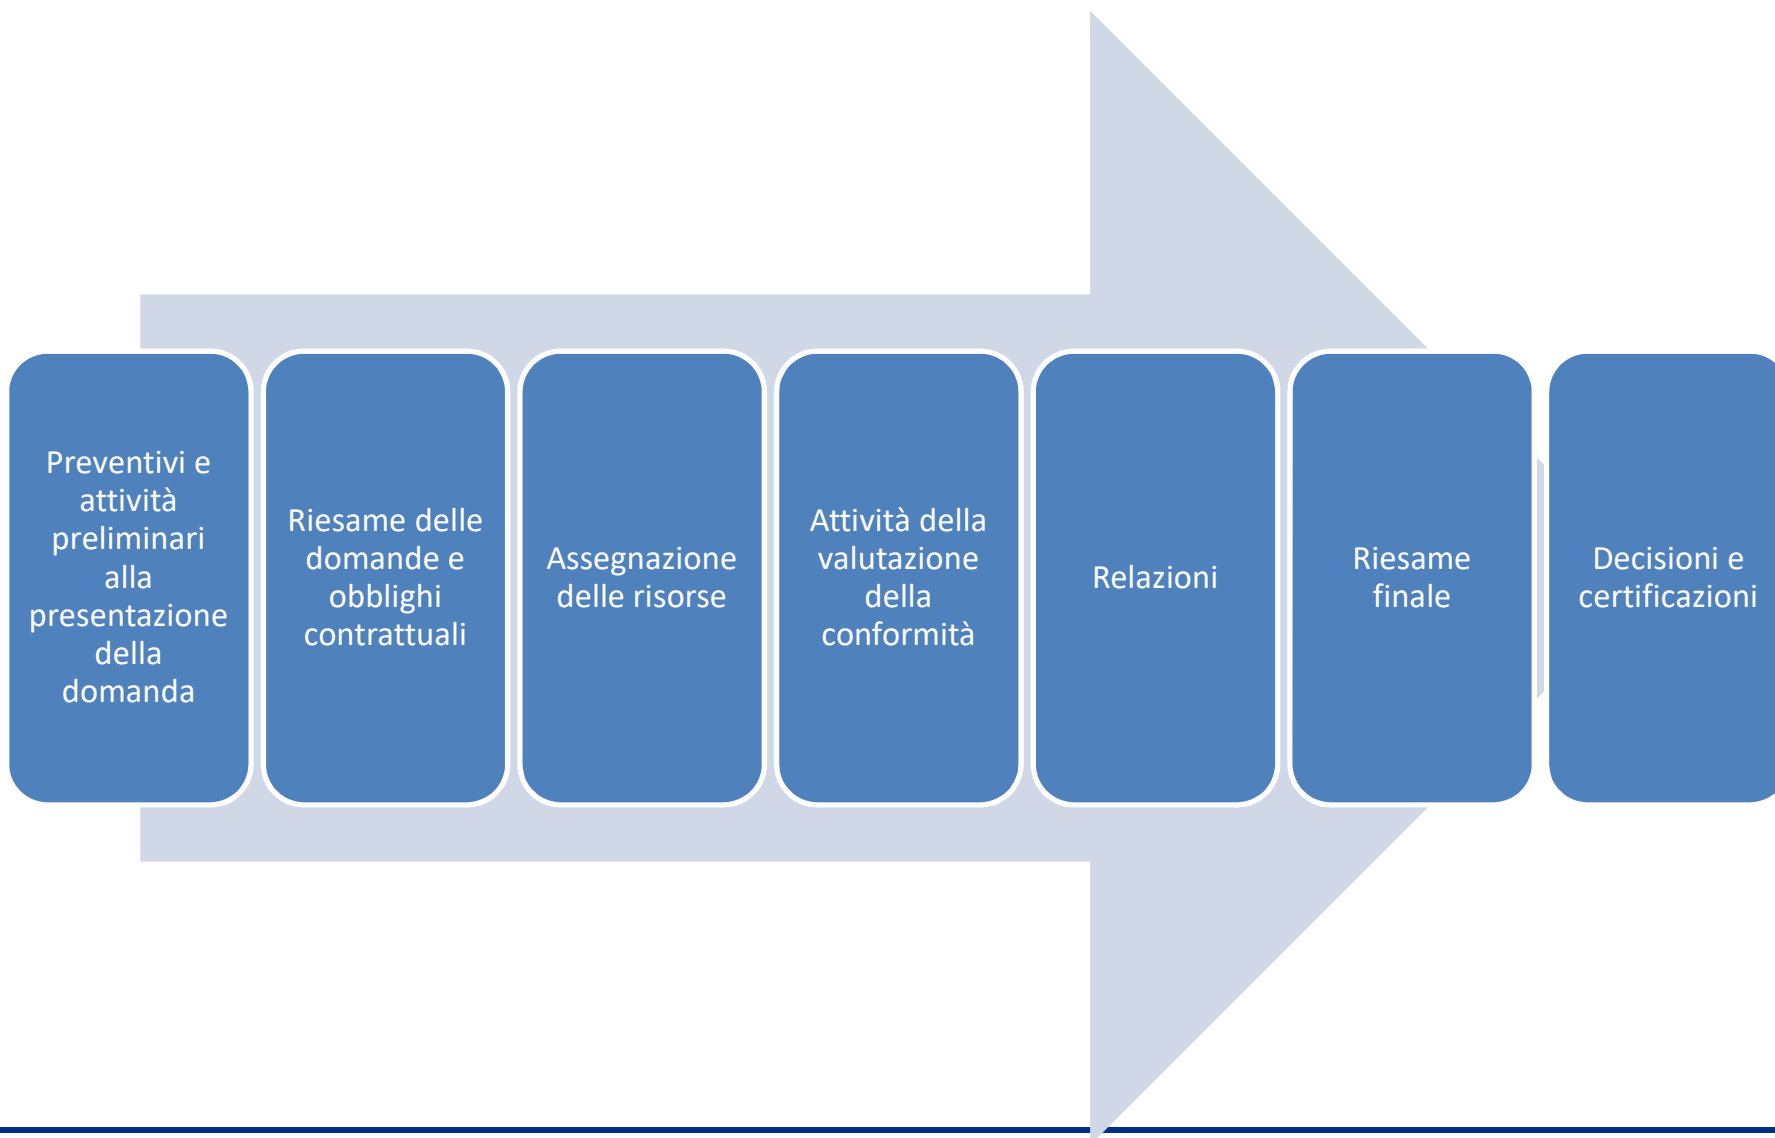 Preventivi e
attività
preliminari
alla
presentazione
della
domanda
Riesame delle
domande e
obblighi
contrattuali
Assegnazione
delle risorse
Attività della
valutazione
della
conformità
Relazioni
Riesame
finale
Decisioni e
certificazioni